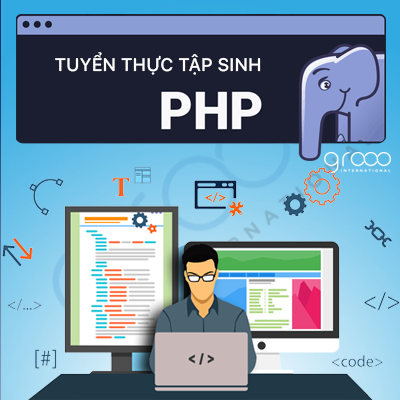 TUYỂN THỰC TẬP SINH
PHP
grooo
INTERNATIONAL
T
</>
</...>
</>
[#]
</>
<code>